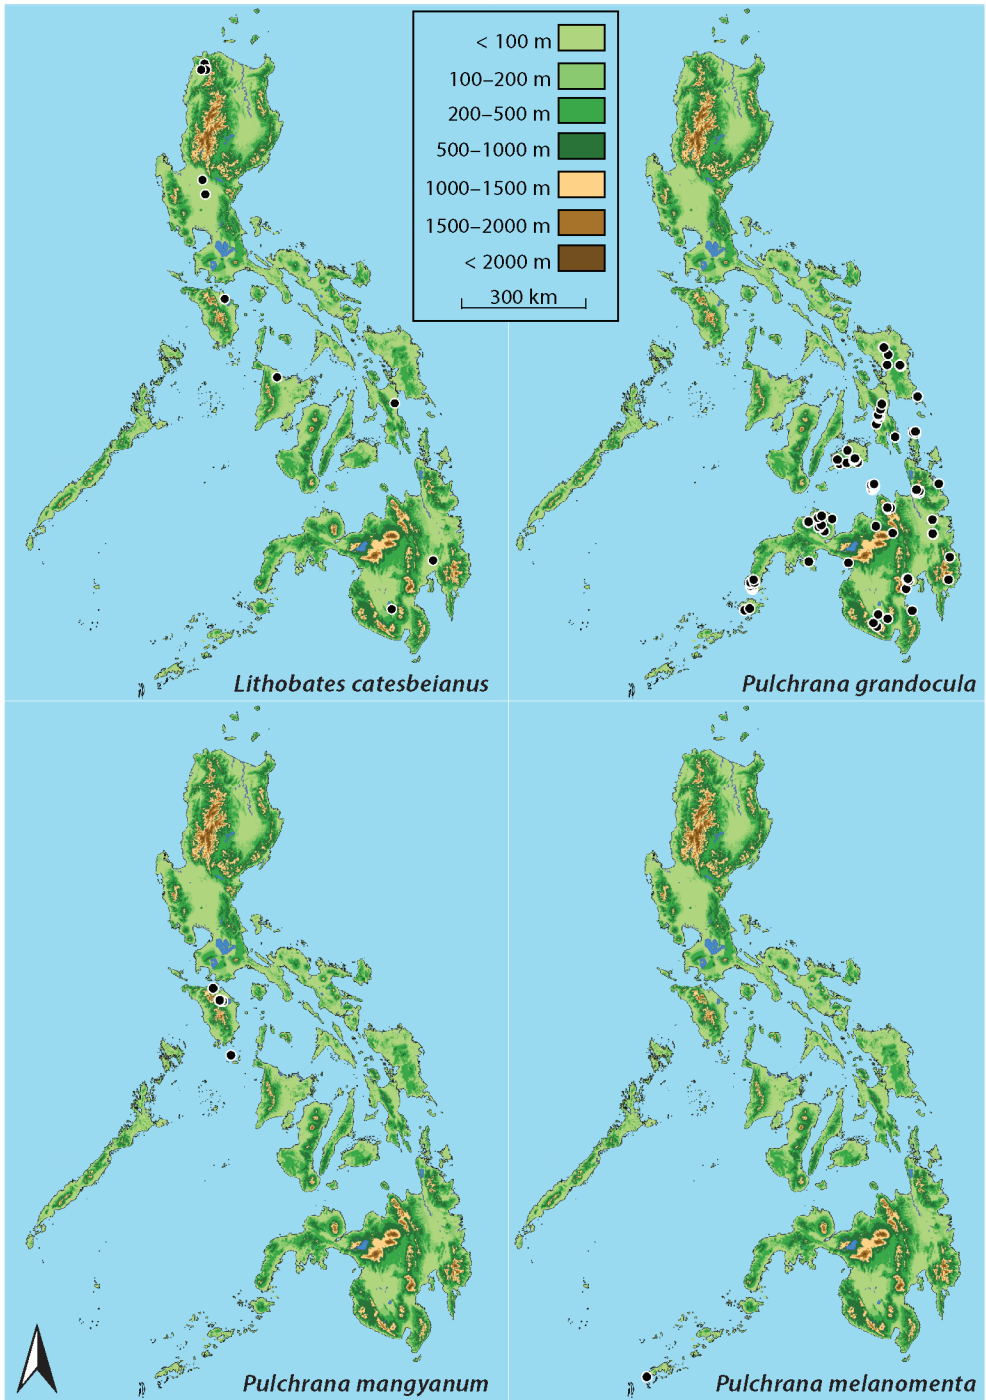 < 100 m
100–200 m
200–500 m
500–1000 m
1000–1500 m
1500–2000 m
< 2000 m
300 km
Lithobates catesbeianus
Pulchrana grandocula
Pulchrana mangyanum
Pulchrana melanomenta